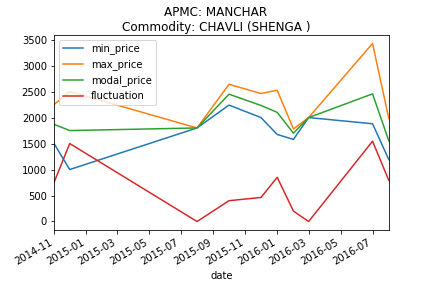 APMC: MANCHAR
Commodity: CHAVLI (SHENGA )
min_price
max_price
modal_price
fluctuation
3500
3000
2500
2000
1500
1000
500
0
2014-11
2015-01
2015-03
2015-05
2015-07
2015-09
2015-11
2016-01
2016-03
2016-05
2016-07
date